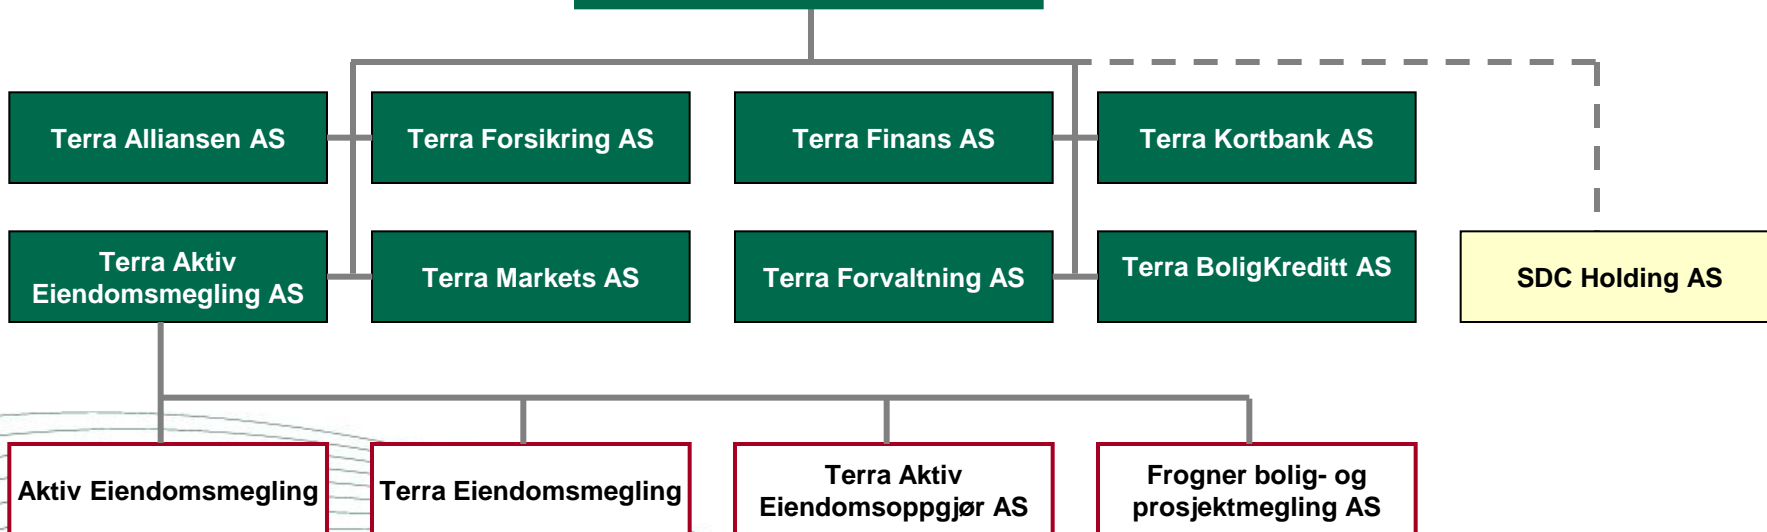 Terra Alliansen AS
Terra Forsikring AS
Terra Finans AS
Terra Kortbank AS
Terra Aktiv
Eiendomsmegling AS
Terra Markets AS
Terra Forvaltning AS
Terra BoligKreditt AS
SDC Holding AS
Aktiv Eiendomsmegling
Terra Eiendomsmegling
Terra Aktiv
Eiendomsoppgjør AS
Frogner bolig- og
prosjektmegling AS